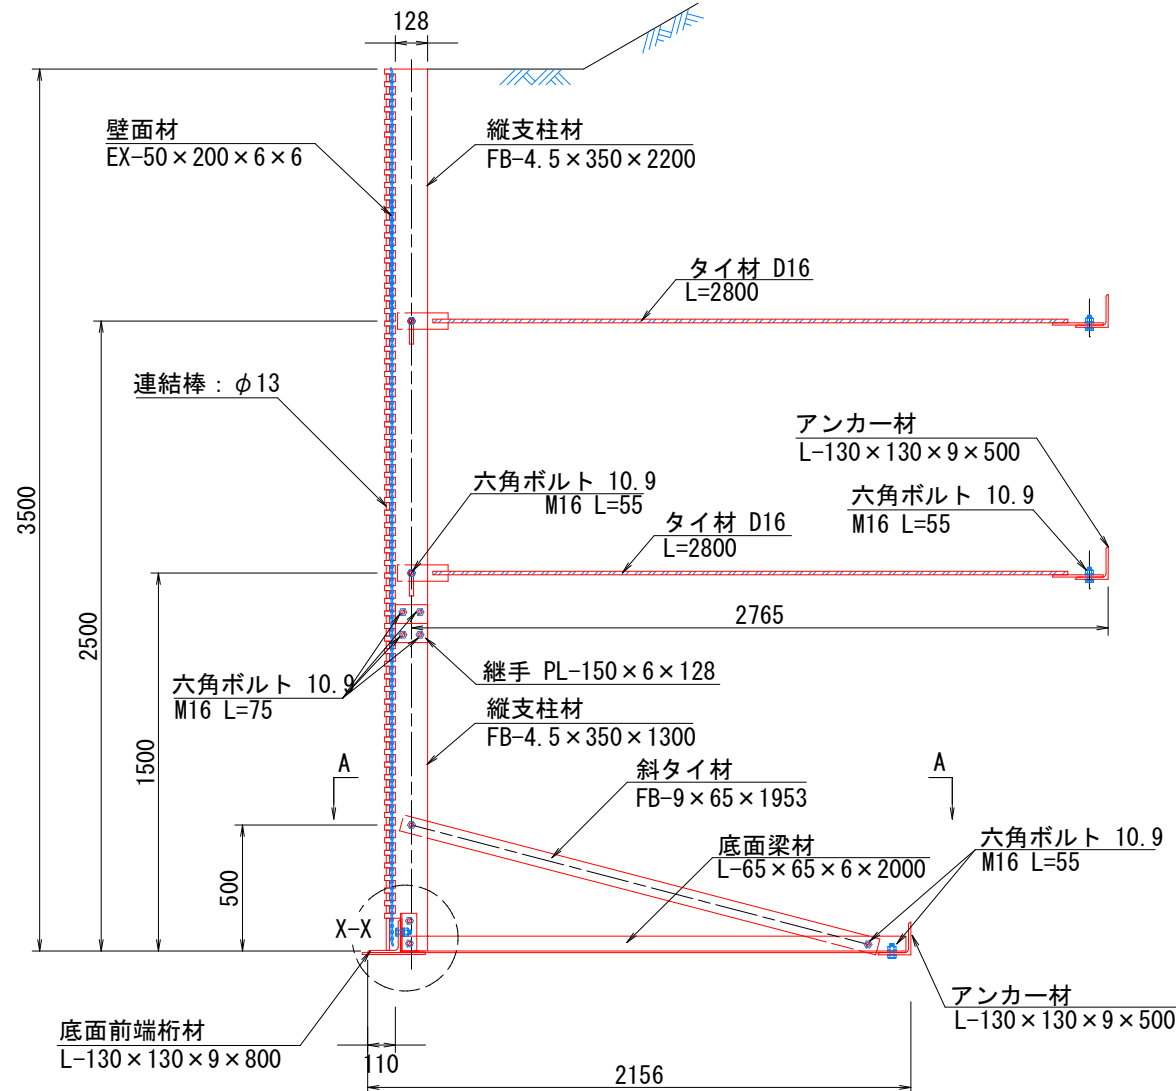 128
壁面材
EX-50×200×6×6
縦支柱材
FB-4.5×350×2200
タイ材 D16
L=2800
連結棒：φ13
アンカー材
L-130×130×9×500
六角ボルト 10.9
M16 L=55
六角ボルト 10.9
M16 L=55
タイ材 D16
L=2800
3500
2500
2765
六角ボルト 10.9
M16 L=75
継手 PL-150×6×128
縦支柱材
FB-4.5×350×1300
1500
A
A
斜タイ材
FB-9×65×1953
底面梁材
L-65×65×6×2000
六角ボルト 10.9
M16 L=55
500
X-X
アンカー材
L-130×130×9×500
底面前端桁材
L-130×130×9×800
110
2156